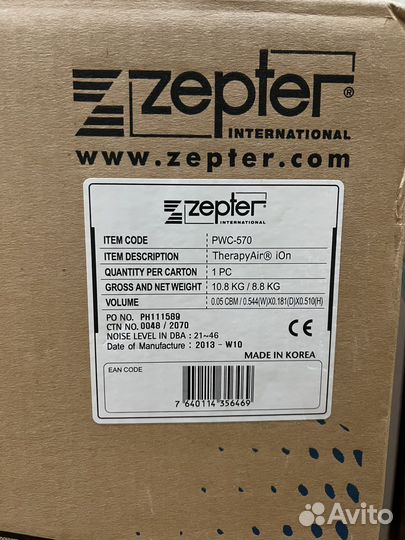 zepter®
INTERNATIONAL
www.zepter.com
zepter
INTERNATIONAL
ITEM CODE PWC-570
ITEM DESCRIPTION TherapyAir® iOn
QUANTITY PER CARTON 1 PC
GROSS AND NET WEIGHT 10.8 KG / 8.8 KG
VOLUME 0.05 CBM / 0.544(W)X0.181(D)X0.510(H)
PO NO. PH111589
CTN NO. 0048 / 2070
NOISE LEVEL IN DBA : 21~46
Date of Manufacture : 2013 - W10
CE
MADE IN KOREA
EAN CODE
7 640114 356469
Avito